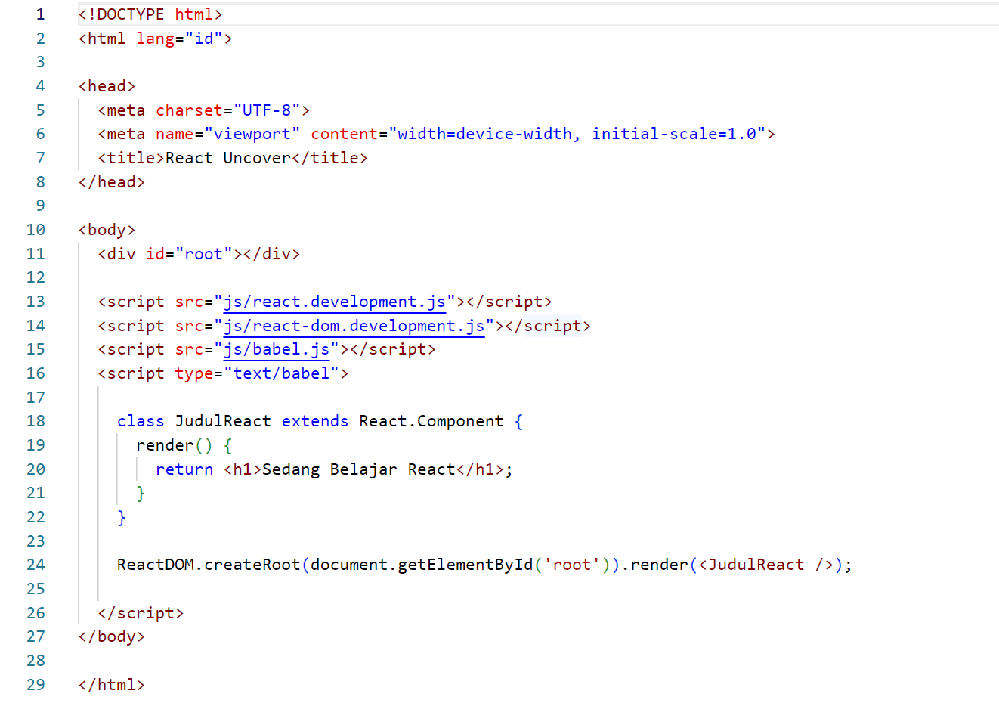 1 <!DOCTYPE html>
2 <html lang="id">
3
4 <head>
5   <meta charset="UTF-8">
6   <meta name="viewport" content="width=device-width, initial-scale=1.0">
7   <title>React Uncover</title>
8 </head>
9
10 <body>
11   <div id="root"></div>
12
13   <script src="js/react.development.js"></script>
14   <script src="js/react-dom.development.js"></script>
15   <script src="js/babel.js"></script>
16   <script type="text/babel">
17
18     class JudulReact extends React.Component {
19       render() {
20         return <h1>Sedang Belajar React</h1>;
21       }
22     }
23
24     ReactDOM.createRoot(document.getElementById('root')).render(<JudulReact />);
25
26   </script>
27 </body>
28
29 </html>